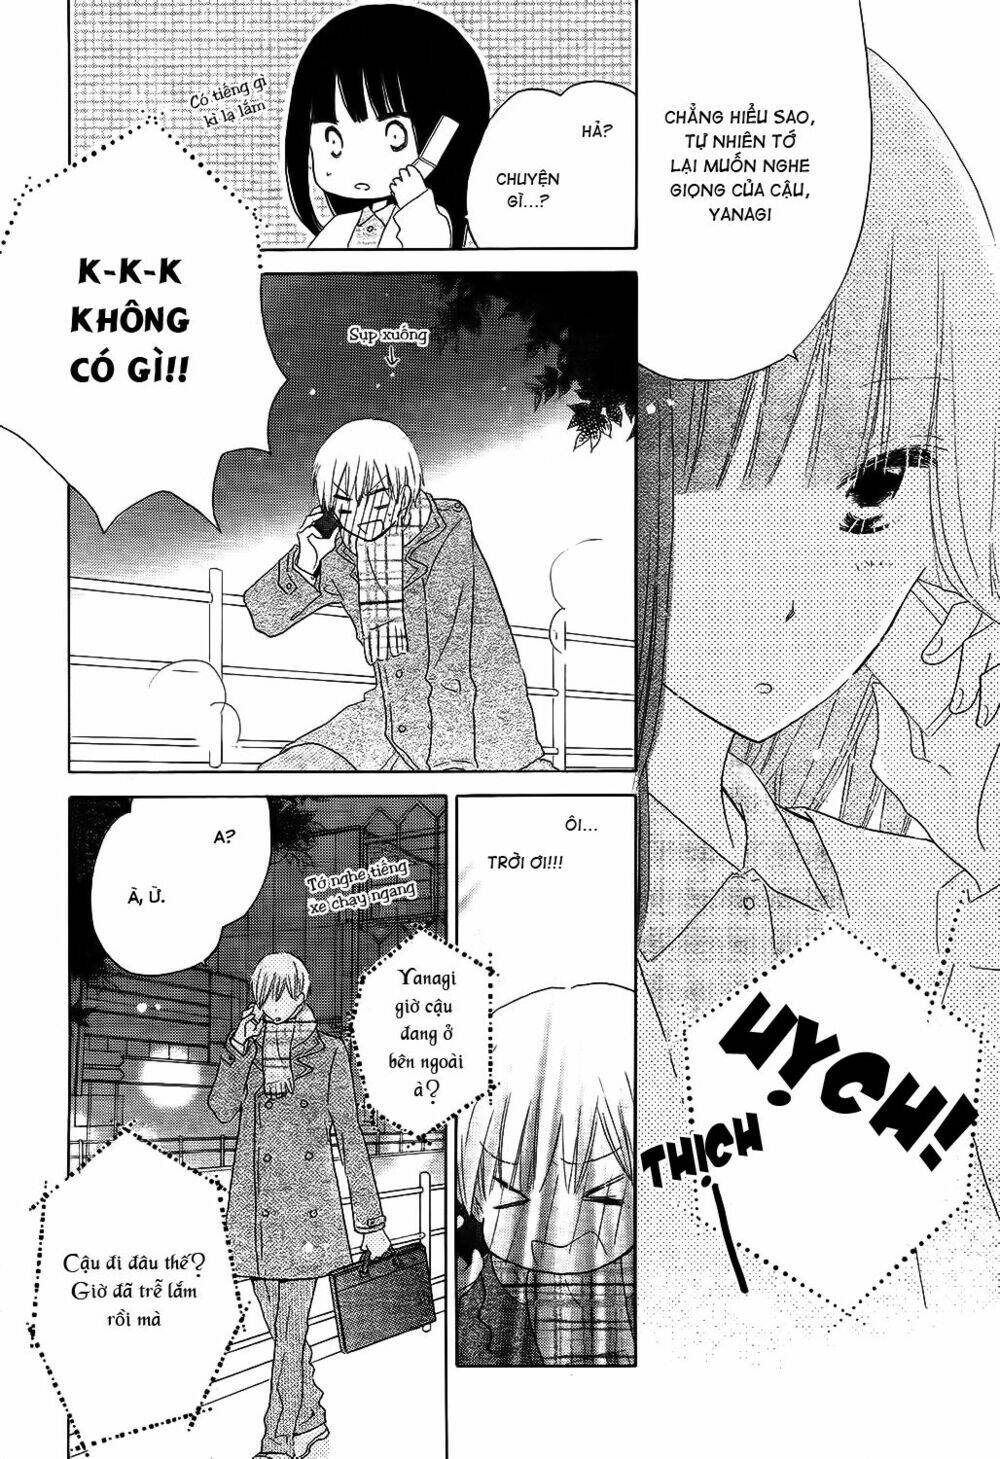 CHẲNG HIỂU SAO,
TỰ NHIÊN TỚ
LẠI MUỐN NGHE
GIỌNG CỦA CẬU,
YANAGI
UỴCH!
THỊCH
HẢ?
CHUYỆN
GÌ...?
Có tiếng gì
kì lạ lắm
K-K-K
KHÔNG
CÓ GÌ!!
Sụp xuống
ÔI...
TRỜI ƠI!!!
Yanagi
giờ cậu
đang ở
bên ngoài
à?
Tớ nghe tiếng
xe chạy ngang
A?
À, Ừ.
Cậu đi đâu thế?
Giờ đã trễ lắm
rồi mà